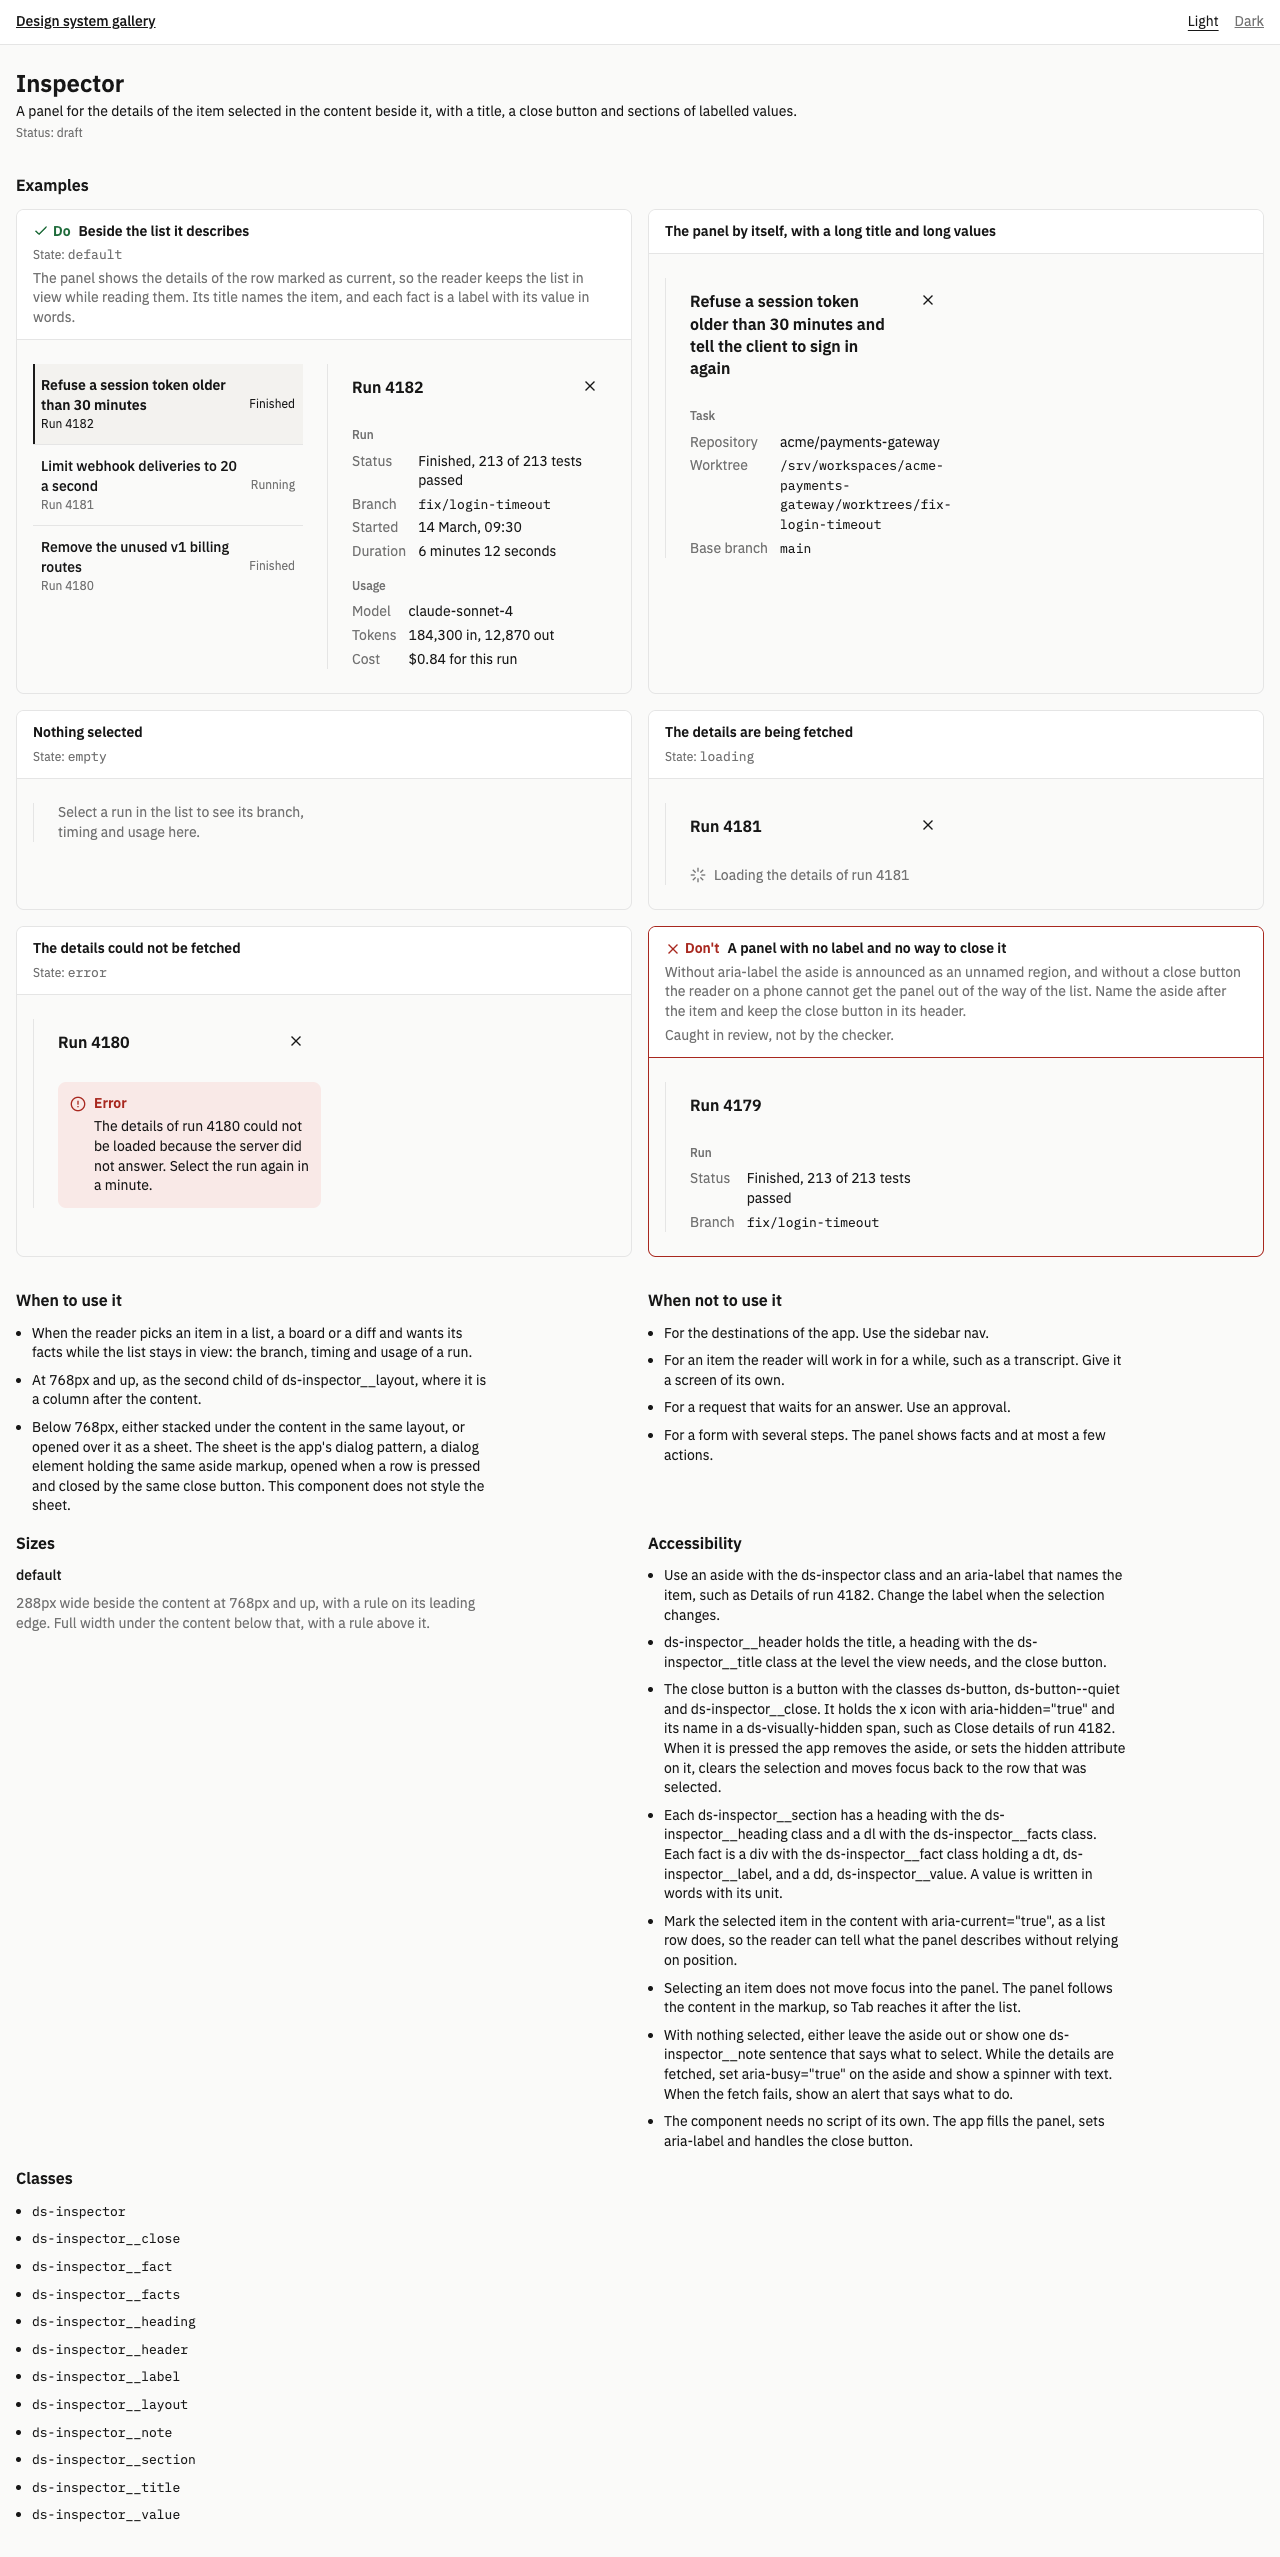 Design system gallery
Light
Dark
Inspector
A panel for the details of the item selected in the content beside it, with a title, a close button and sections of labelled values.
Status: draft
Examples
Do Beside the list it describes
State: default
The panel shows the details of the row marked as current, so the reader keeps the list in
view while reading them. Its title names the item, and each fact is a label with its value in
words.
Refuse a session token older
than 30 minutes
Run 4182
Finished
Limit webhook deliveries to 20
a second
Run 4181
Running
Remove the unused v1 billing
routes
Run 4180
Finished
Run 4182
Run
Status Finished, 213 of 213 tests
passed
Branch fix/login-timeout
Started 14 March, 09:30
Duration 6 minutes 12 seconds
Usage
Model claude-sonnet-4
Tokens 184,300 in, 12,870 out
Cost $0.84 for this run
The panel by itself, with a long title and long values
Refuse a session token
older than 30 minutes and
tell the client to sign in
again
Task
Repository acme/payments-gateway
Worktree /srv/workspaces/acme-
payments-
gateway/worktrees/fix-
login-timeout
Base branch main
Nothing selected
State: empty
Select a run in the list to see its branch,
timing and usage here.
The details are being fetched
State: loading
Run 4181
Loading the details of run 4181
The details could not be fetched
State: error
Run 4180
Error
The details of run 4180 could not
be loaded because the server did
not answer. Select the run again in
a minute.
Don't A panel with no label and no way to close it
Without aria-label the aside is announced as an unnamed region, and without a close button
the reader on a phone cannot get the panel out of the way of the list. Name the aside after
the item and keep the close button in its header.
Caught in review, not by the checker.
Run 4179
Run
Status Finished, 213 of 213 tests
passed
Branch fix/login-timeout
When to use it
When the reader picks an item in a list, a board or a diff and wants its
facts while the list stays in view: the branch, timing and usage of a run.
At 768px and up, as the second child of ds-inspector__layout, where it is
a column after the content.
Below 768px, either stacked under the content in the same layout, or
opened over it as a sheet. The sheet is the app's dialog pattern, a dialog
element holding the same aside markup, opened when a row is pressed
and closed by the same close button. This component does not style the
sheet.
When not to use it
For the destinations of the app. Use the sidebar nav.
For an item the reader will work in for a while, such as a transcript. Give it
a screen of its own.
For a request that waits for an answer. Use an approval.
For a form with several steps. The panel shows facts and at most a few
actions.
Sizes
default
288px wide beside the content at 768px and up, with a rule on its leading
edge. Full width under the content below that, with a rule above it.
Accessibility
Use an aside with the ds-inspector class and an aria-label that names the
item, such as Details of run 4182. Change the label when the selection
changes.
ds-inspector__header holds the title, a heading with the ds-
inspector__title class at the level the view needs, and the close button.
The close button is a button with the classes ds-button, ds-button--quiet
and ds-inspector__close. It holds the x icon with aria-hidden="true" and
its name in a ds-visually-hidden span, such as Close details of run 4182.
When it is pressed the app removes the aside, or sets the hidden attribute
on it, clears the selection and moves focus back to the row that was
selected.
Each ds-inspector__section has a heading with the ds-
inspector__heading class and a dl with the ds-inspector__facts class.
Each fact is a div with the ds-inspector__fact class holding a dt, ds-
inspector__label, and a dd, ds-inspector__value. A value is written in
words with its unit.
Mark the selected item in the content with aria-current="true", as a list
row does, so the reader can tell what the panel describes without relying
on position.
Selecting an item does not move focus into the panel. The panel follows
the content in the markup, so Tab reaches it after the list.
With nothing selected, either leave the aside out or show one ds-
inspector__note sentence that says what to select. While the details are
fetched, set aria-busy="true" on the aside and show a spinner with text.
When the fetch fails, show an alert that says what to do.
The component needs no script of its own. The app fills the panel, sets
aria-label and handles the close button.
Classes
ds-inspector
ds-inspector__close
ds-inspector__fact
ds-inspector__facts
ds-inspector__heading
ds-inspector__header
ds-inspector__label
ds-inspector__layout
ds-inspector__note
ds-inspector__section
ds-inspector__title
ds-inspector__value